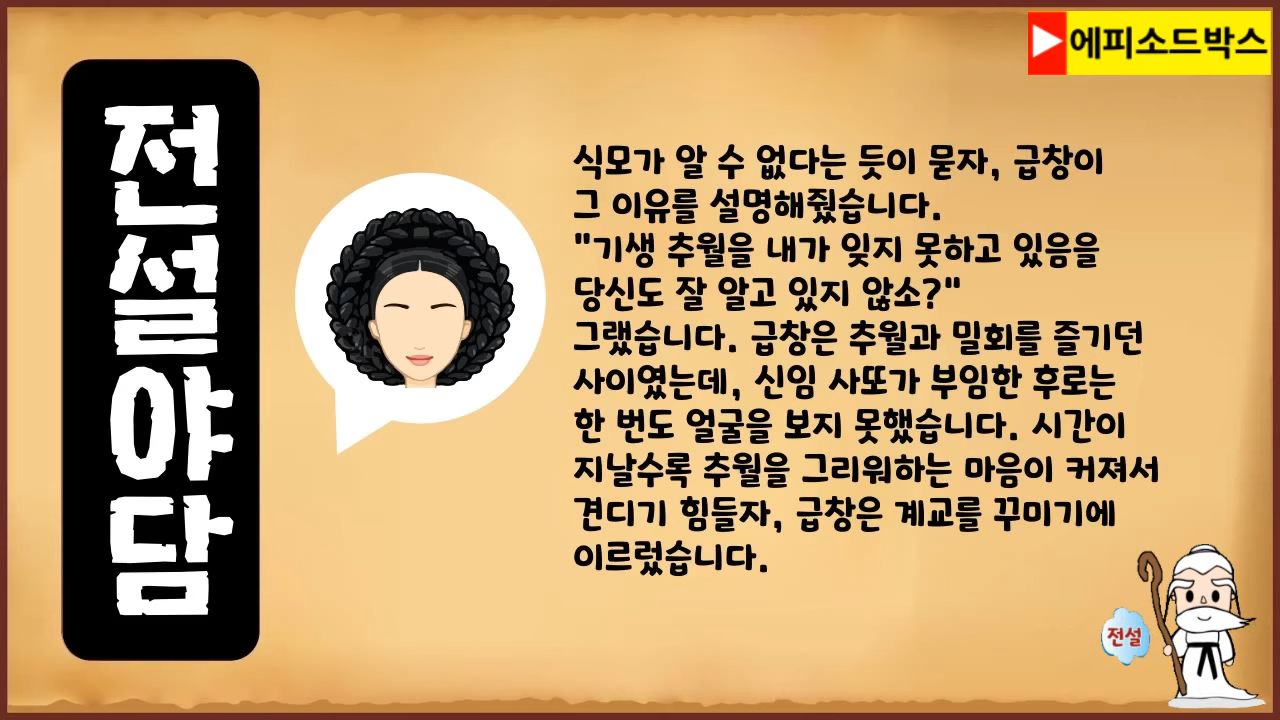 에피소드박스
전설야담
식모가 알 수 없다는 듯이 묻자, 급창이
그 이유를 설명해줬습니다.
"기생 추월을 내가 잊지 못하고 있음을
당신도 잘 알고 있지 않소?"
그랬습니다. 급창은 추월과 밀회를 즐기던
사이였는데, 신임 사또가 부임한 후로는
한 번도 얼굴을 보지 못했습니다. 시간이
지날수록 추월을 그리워하는 마음이 커져서
견디기 힘들자, 급창은 계교를 꾸미기에
이르렀습니다.
전설